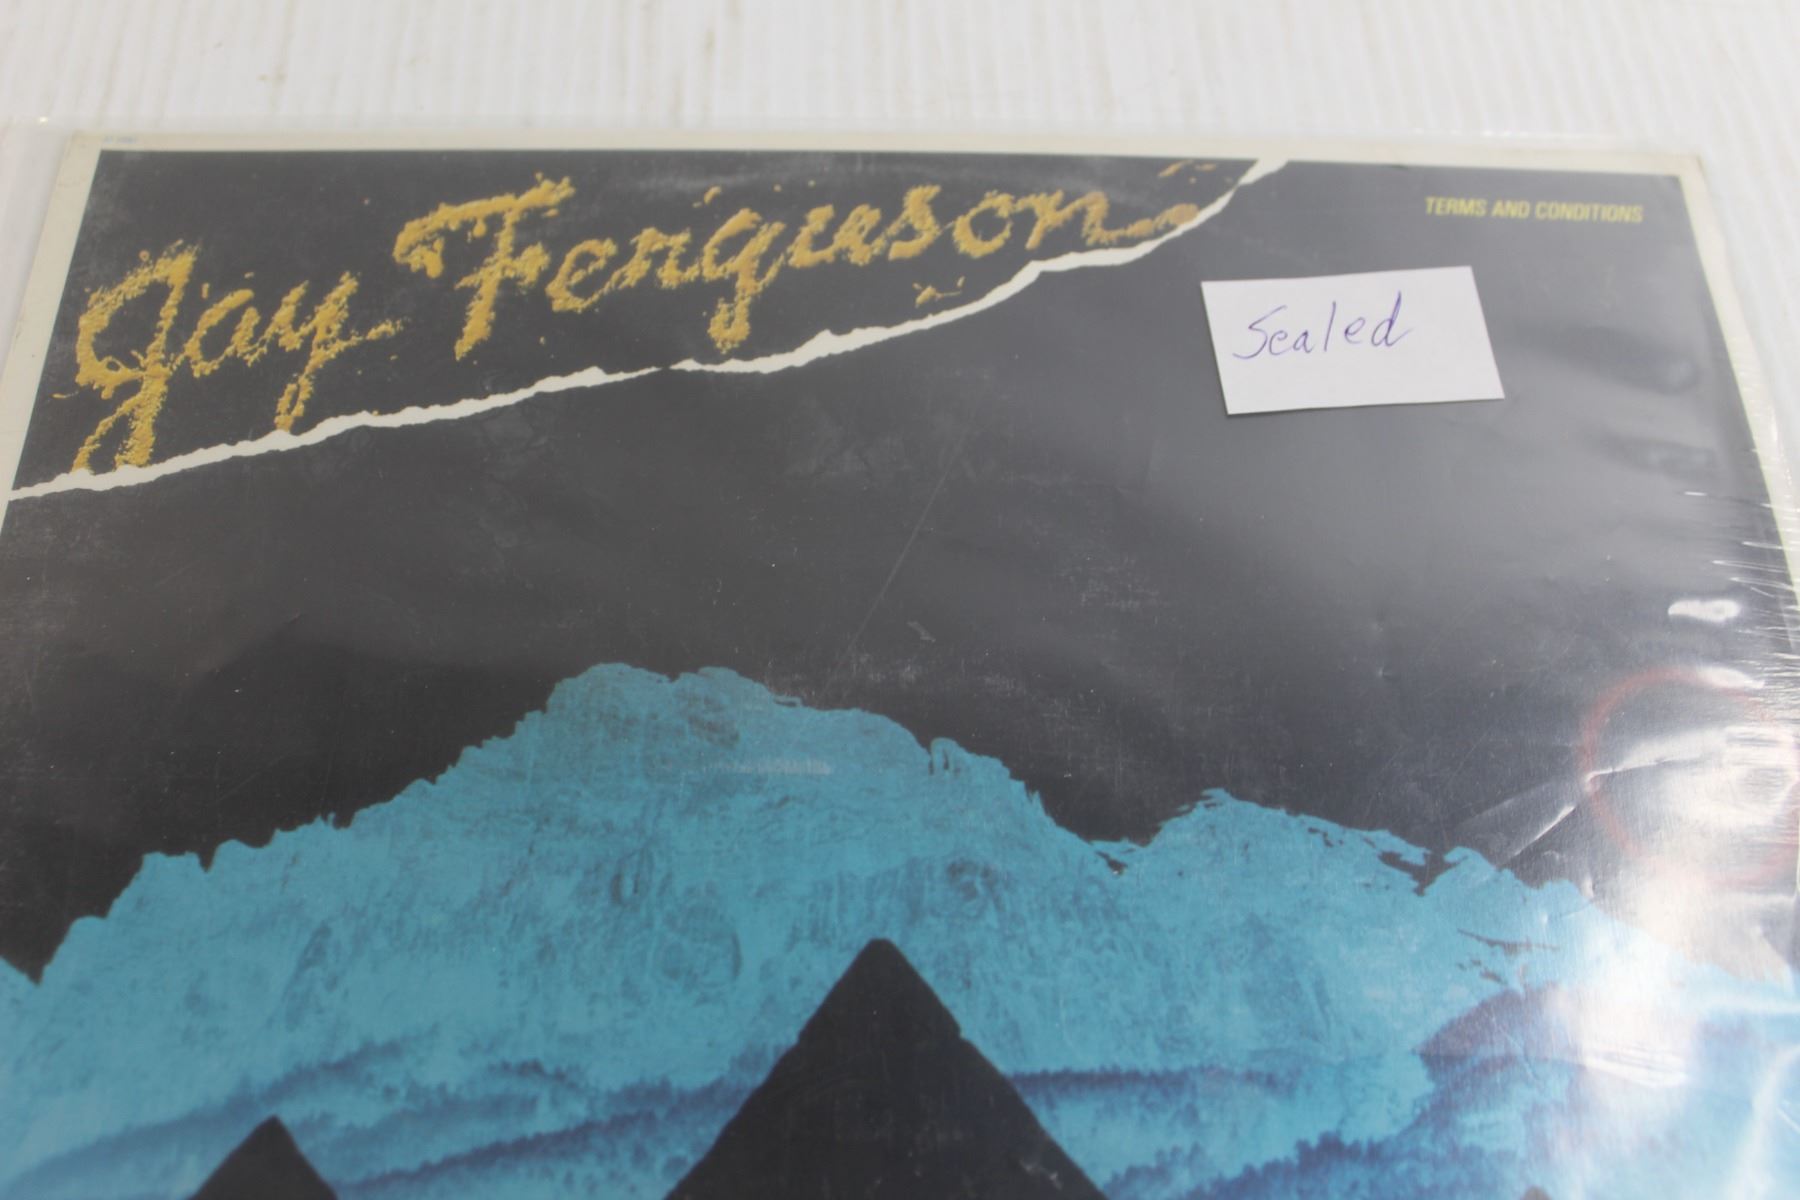 Jay Ferguson
TERMS AND CONDITIONS
Sealed